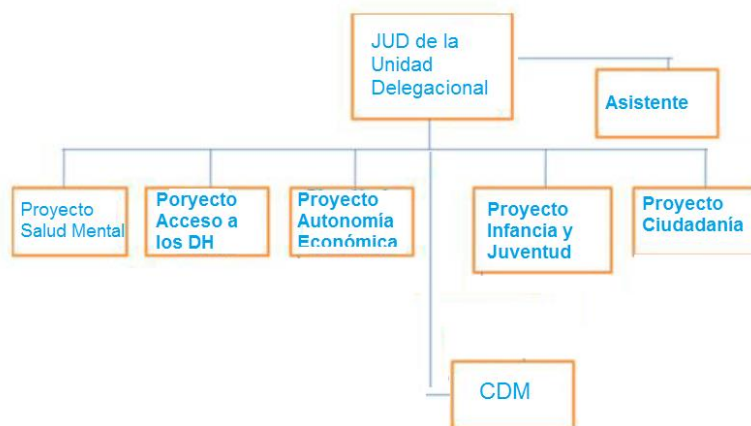 JUD de la
Unidad
Delegacional
Asistente
Proyecto
Salud Mental
Poryecto
Acceso a
los DH
Proyecto
Autonomía
Económica
Proyecto
Infancia y
Juventud
Proyecto
Ciudadanía
CDM